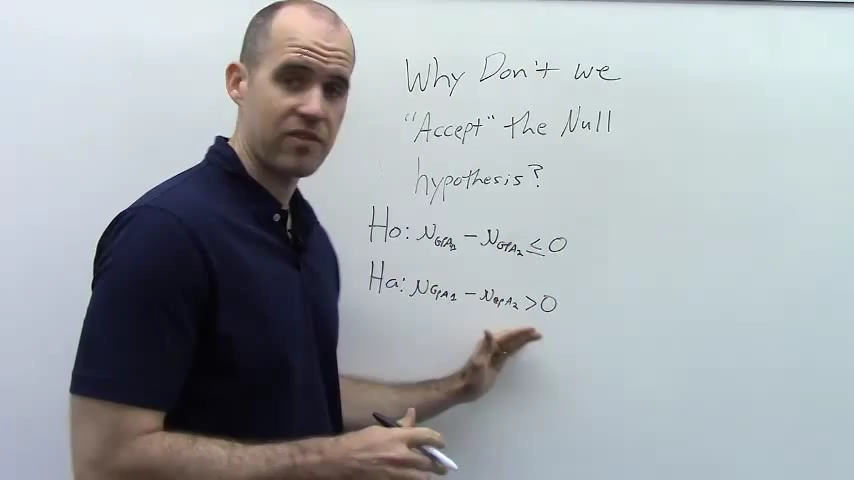 Why Don't we
"Accept" the Null
hypothesis?
Ho: μGPA1 - μGPA2 ≤ 0
Ha: μGPA1 - μGPA2 > 0